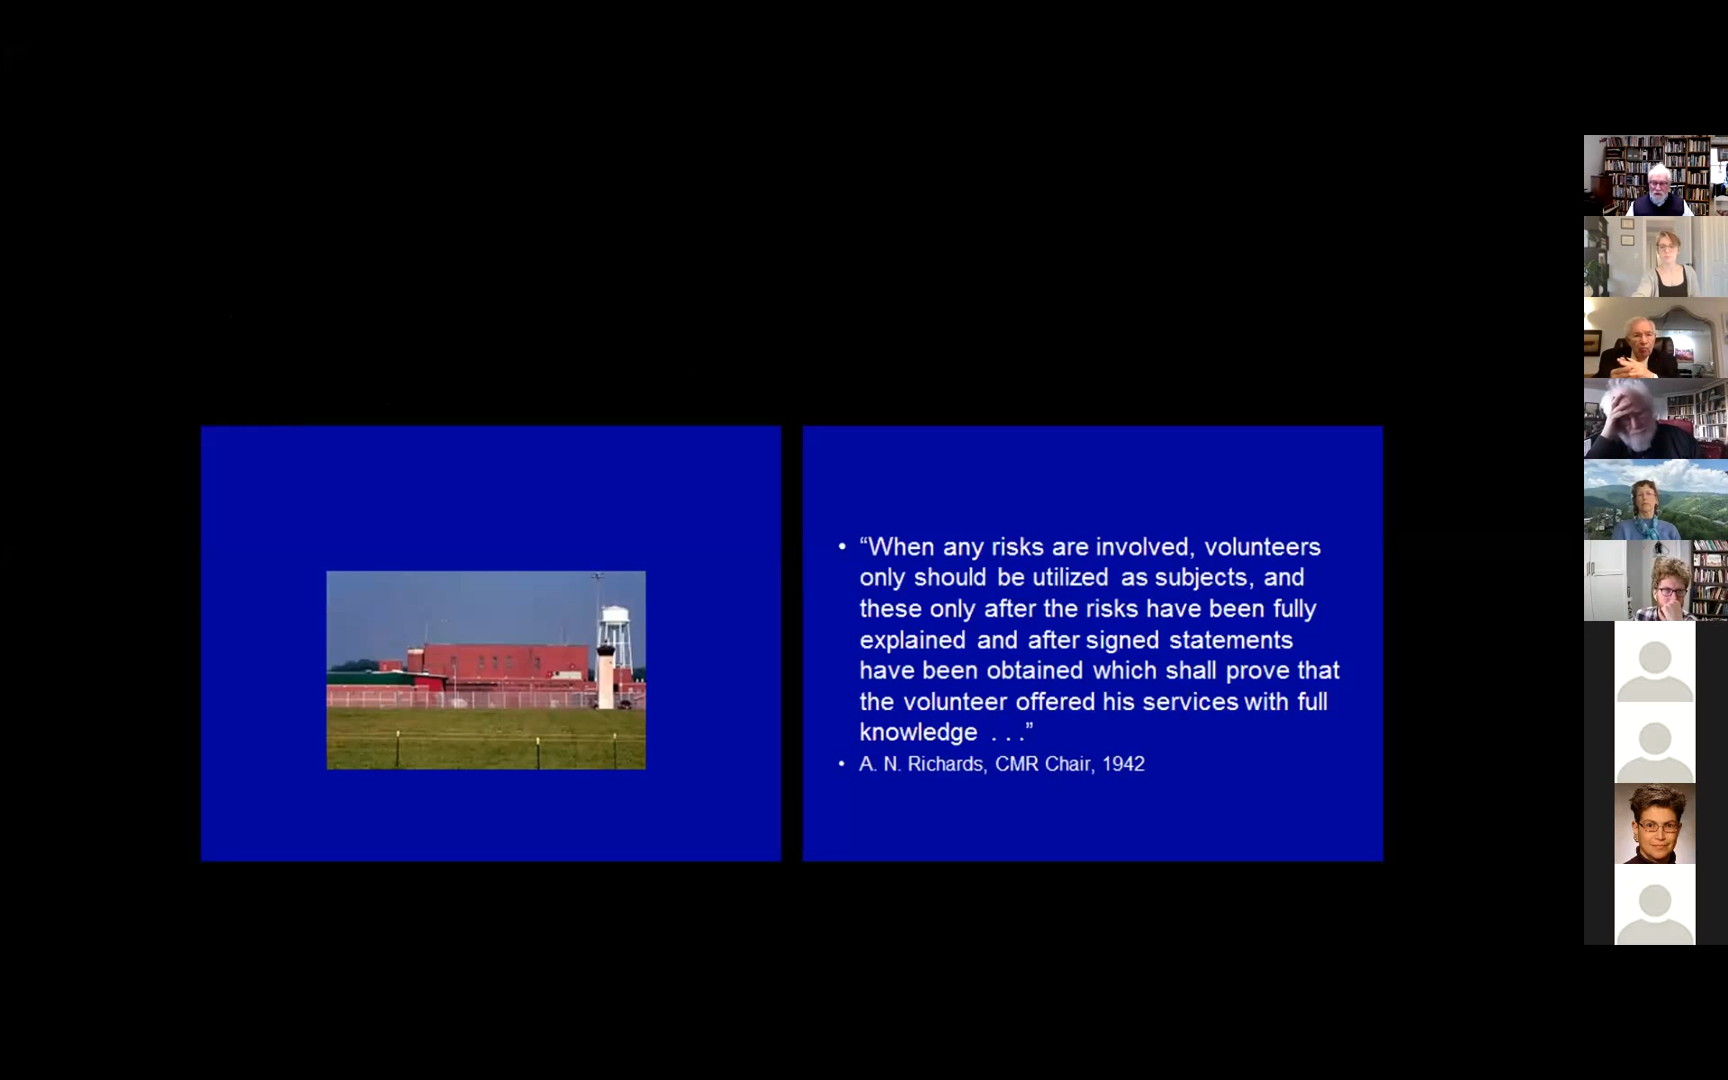 • “When any risks are involved, volunteers
only should be utilized as subjects, and
these only after the risks have been fully
explained and after signed statements
have been obtained which shall prove that
the volunteer offered his services with full
knowledge . . .”
• A. N. Richards, CMR Chair, 1942